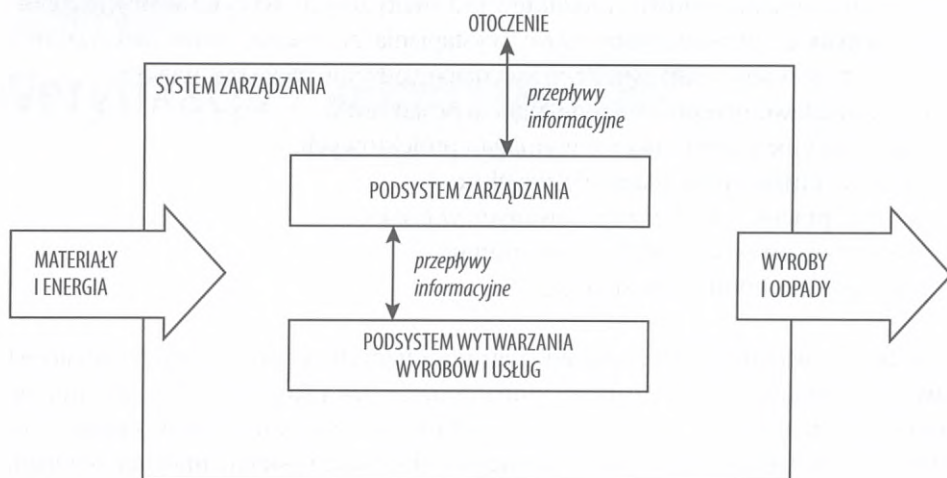 OTOCZENIE
SYSTEM ZARZĄDZANIA
przepływy
informacyjne
PODSYSTEM ZARZĄDZANIA
MATERIAŁY
I ENERGIA
przepływy
informacyjne
WYROBY
I ODPADY
PODSYSTEM WYTWARZANIA
WYROBÓW I USŁUG